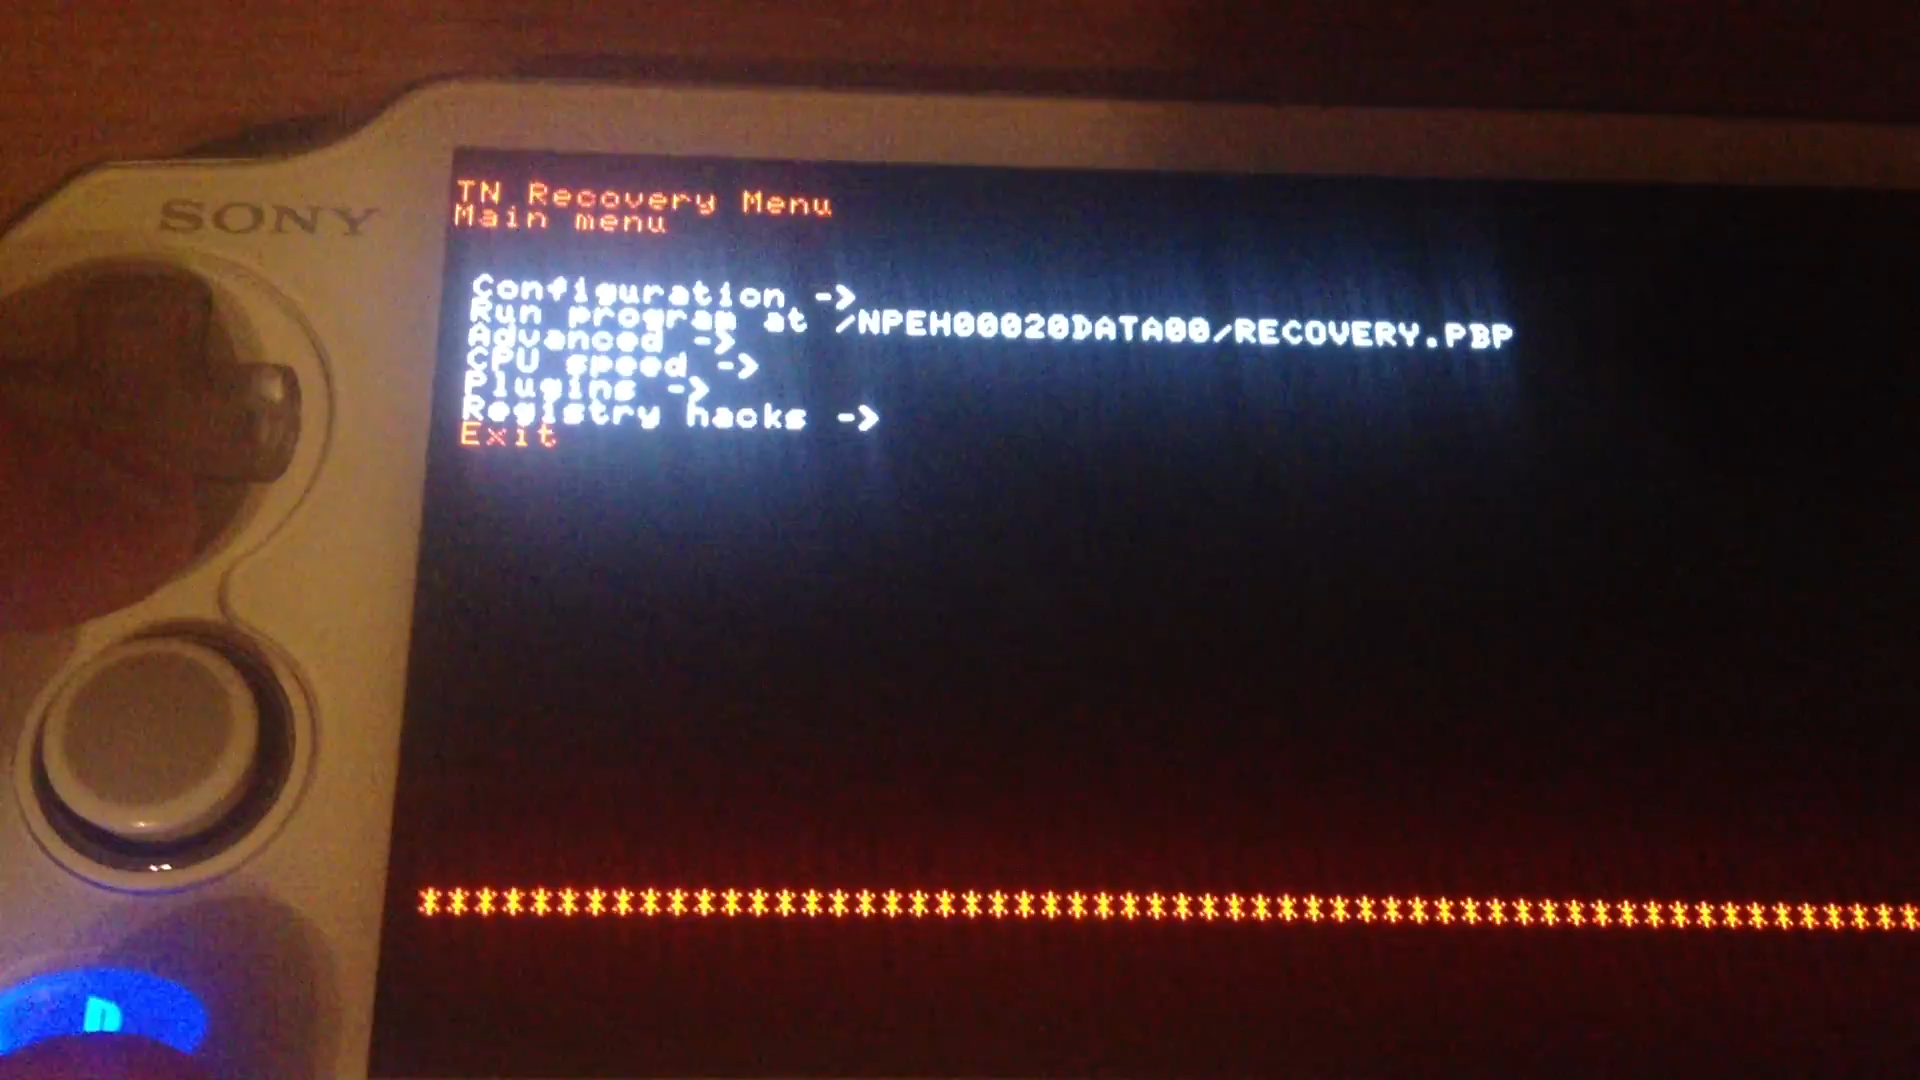 SONY
TN Recovery Menu
Main menu
Configuration ->
Run program at /NPEH00020DATA00/RECOVERY.PBP
Advanced ->
CPU speed ->
Plugins ->
Registry hacks ->
Exit
*********************************************************